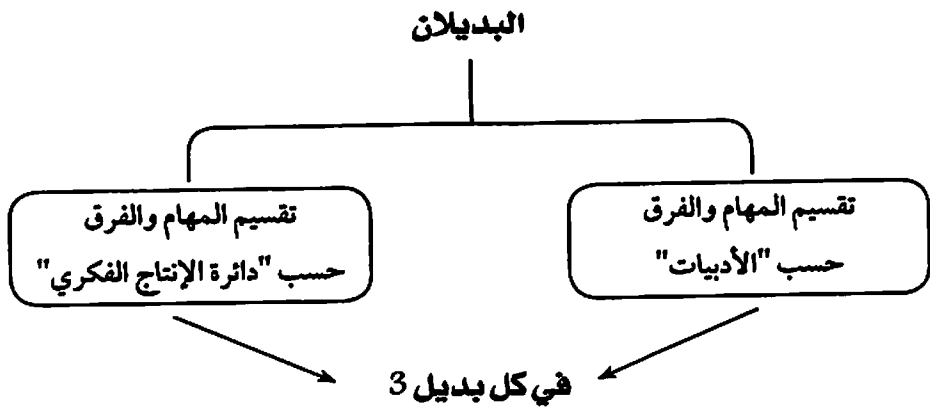 البديلان
تقسيم المهام والفرق
حسب "الأدبيات"
تقسيم المهام والفرق
حسب "دائرة الإنتاج الفكري"
في كل بديل 3